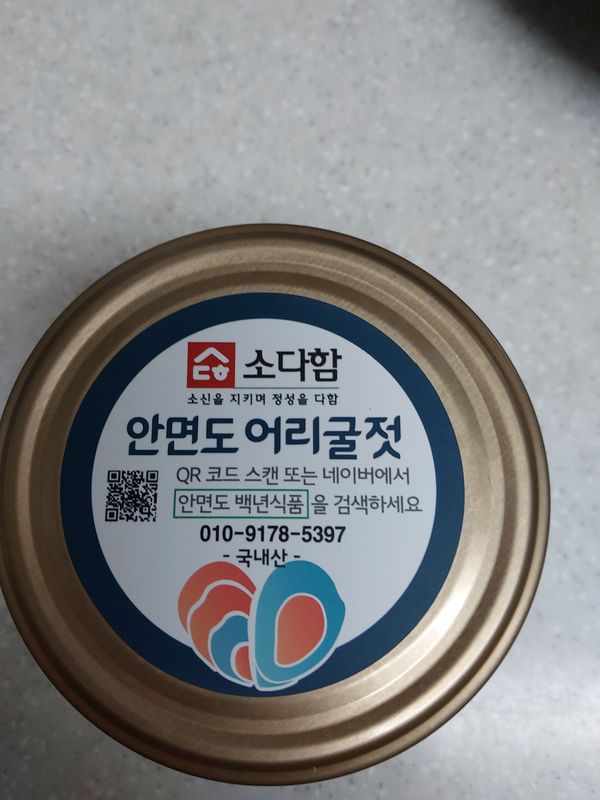 소다함
소신을 지키며 정성을 다함
안면도 어리굴젓
QR 코드 스캔 또는 네이버에서
안면도 백년식품 을 검색하세요
010-9178-5397
- 국내산 -